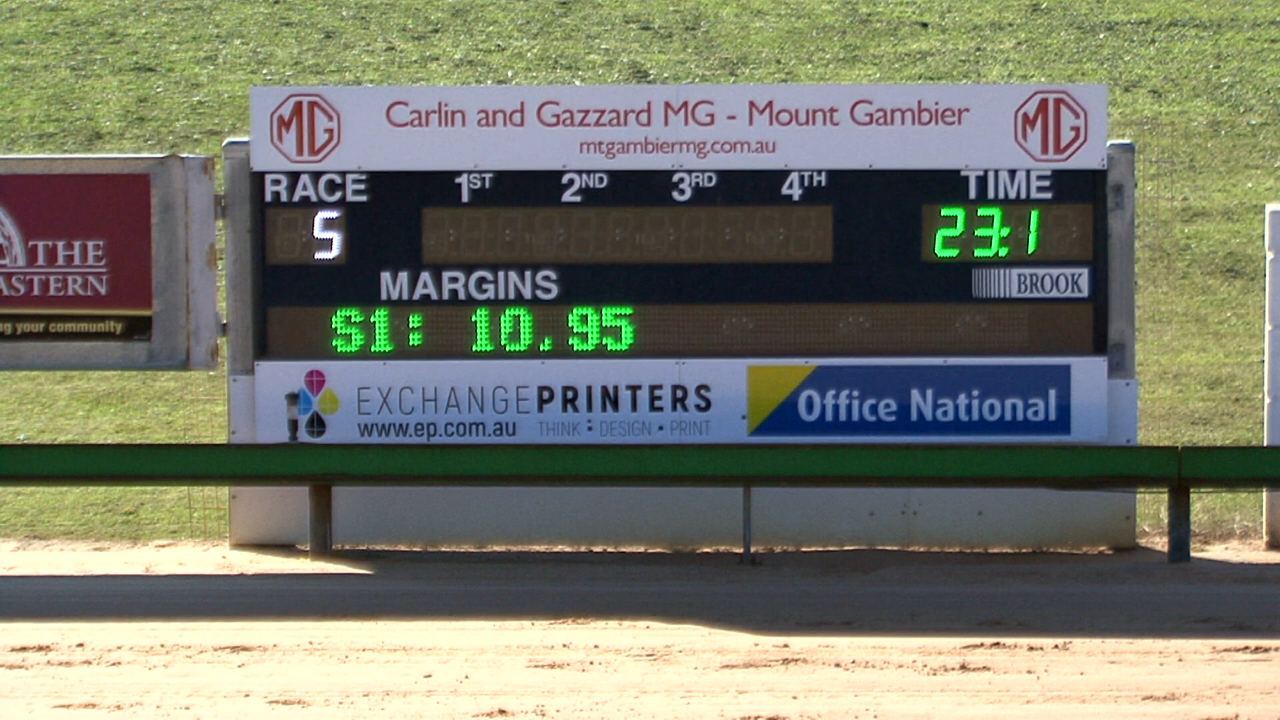 MG Carlin and Gazzard MG - Mount Gambier MG
mtgambiermg.com.au
RACE 1ST 2ND 3RD 4TH TIME
5 23:1
MARGINS BROOK
S1: 10.95
EXCHANGEPRINTERS
www.ep.com.au THINK : DESIGN • PRINT
Office National
THE
ASTERN
g your community